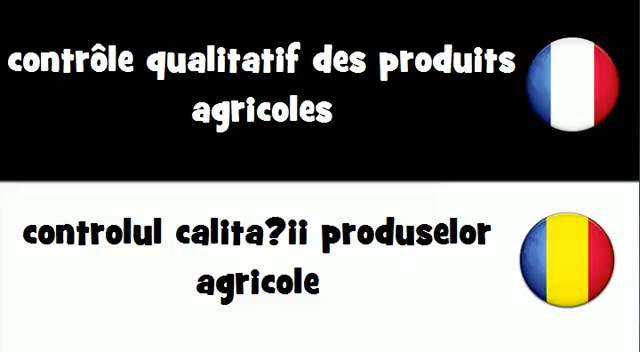 contrôle qualitatif des produits
agricoles
controlul calita?ii produselor
agricole